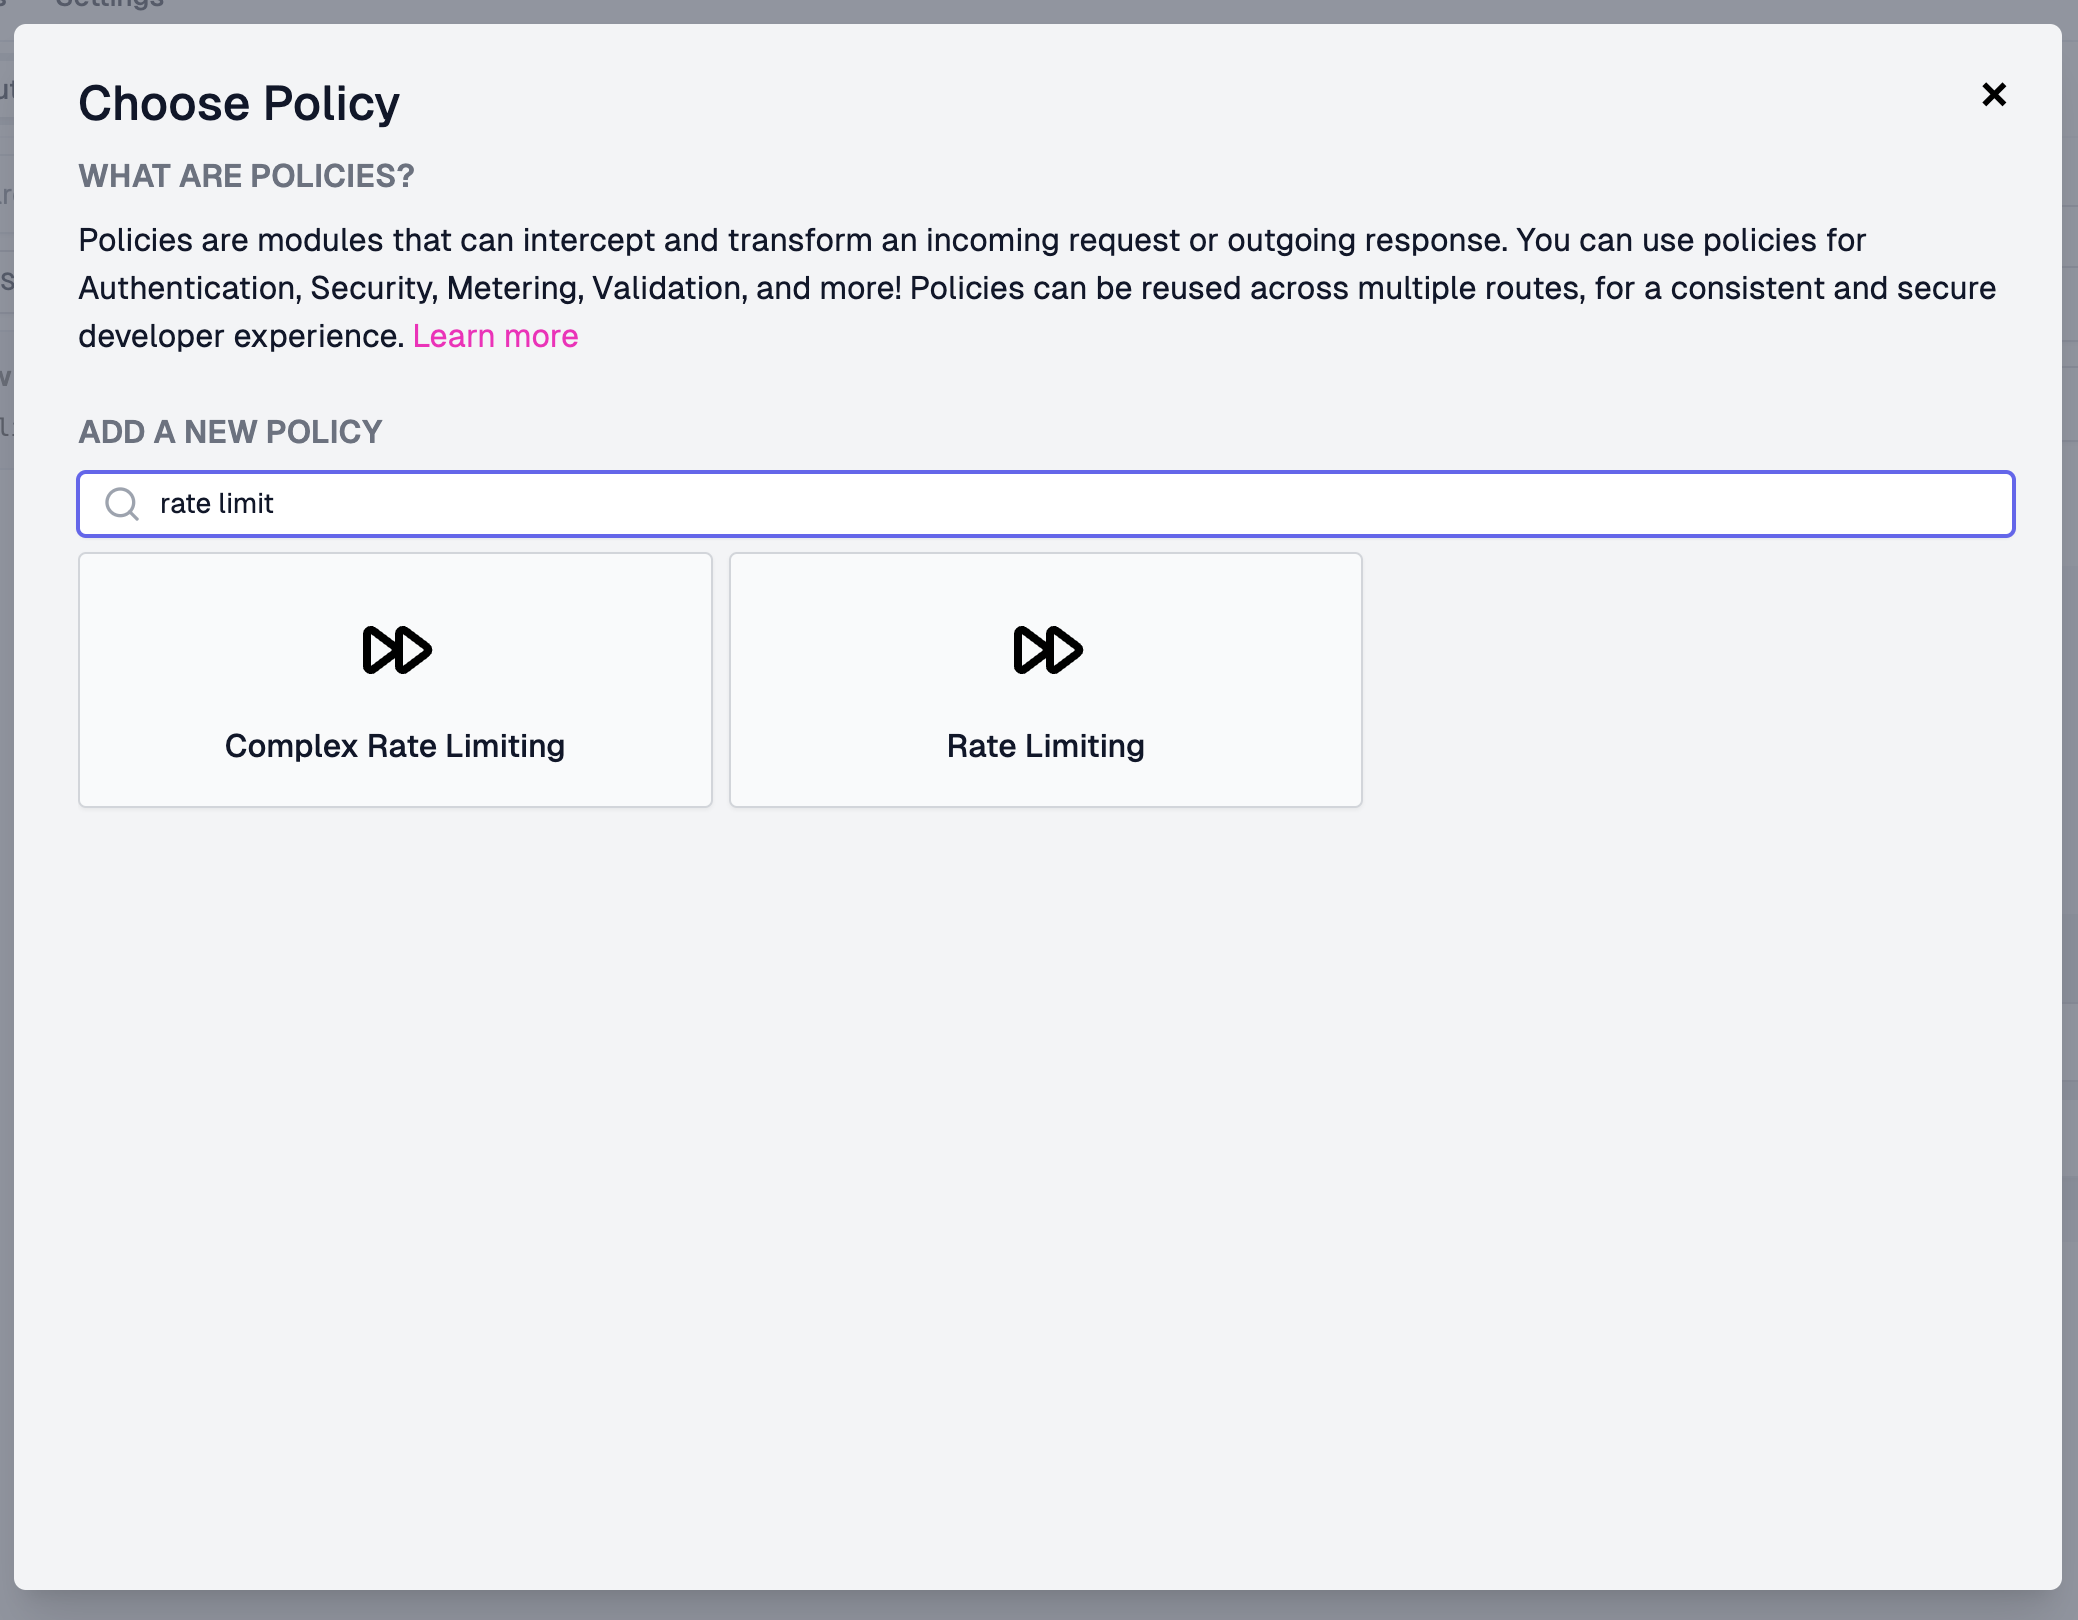 Settings
Choose Policy
WHAT ARE POLICIES?
Policies are modules that can intercept and transform an incoming request or outgoing response. You can use policies for
Authentication, Security, Metering, Validation, and more! Policies can be reused across multiple routes, for a consistent and secure
developer experience. Learn more
ADD A NEW POLICY
rate limit
Complex Rate Limiting
Rate Limiting